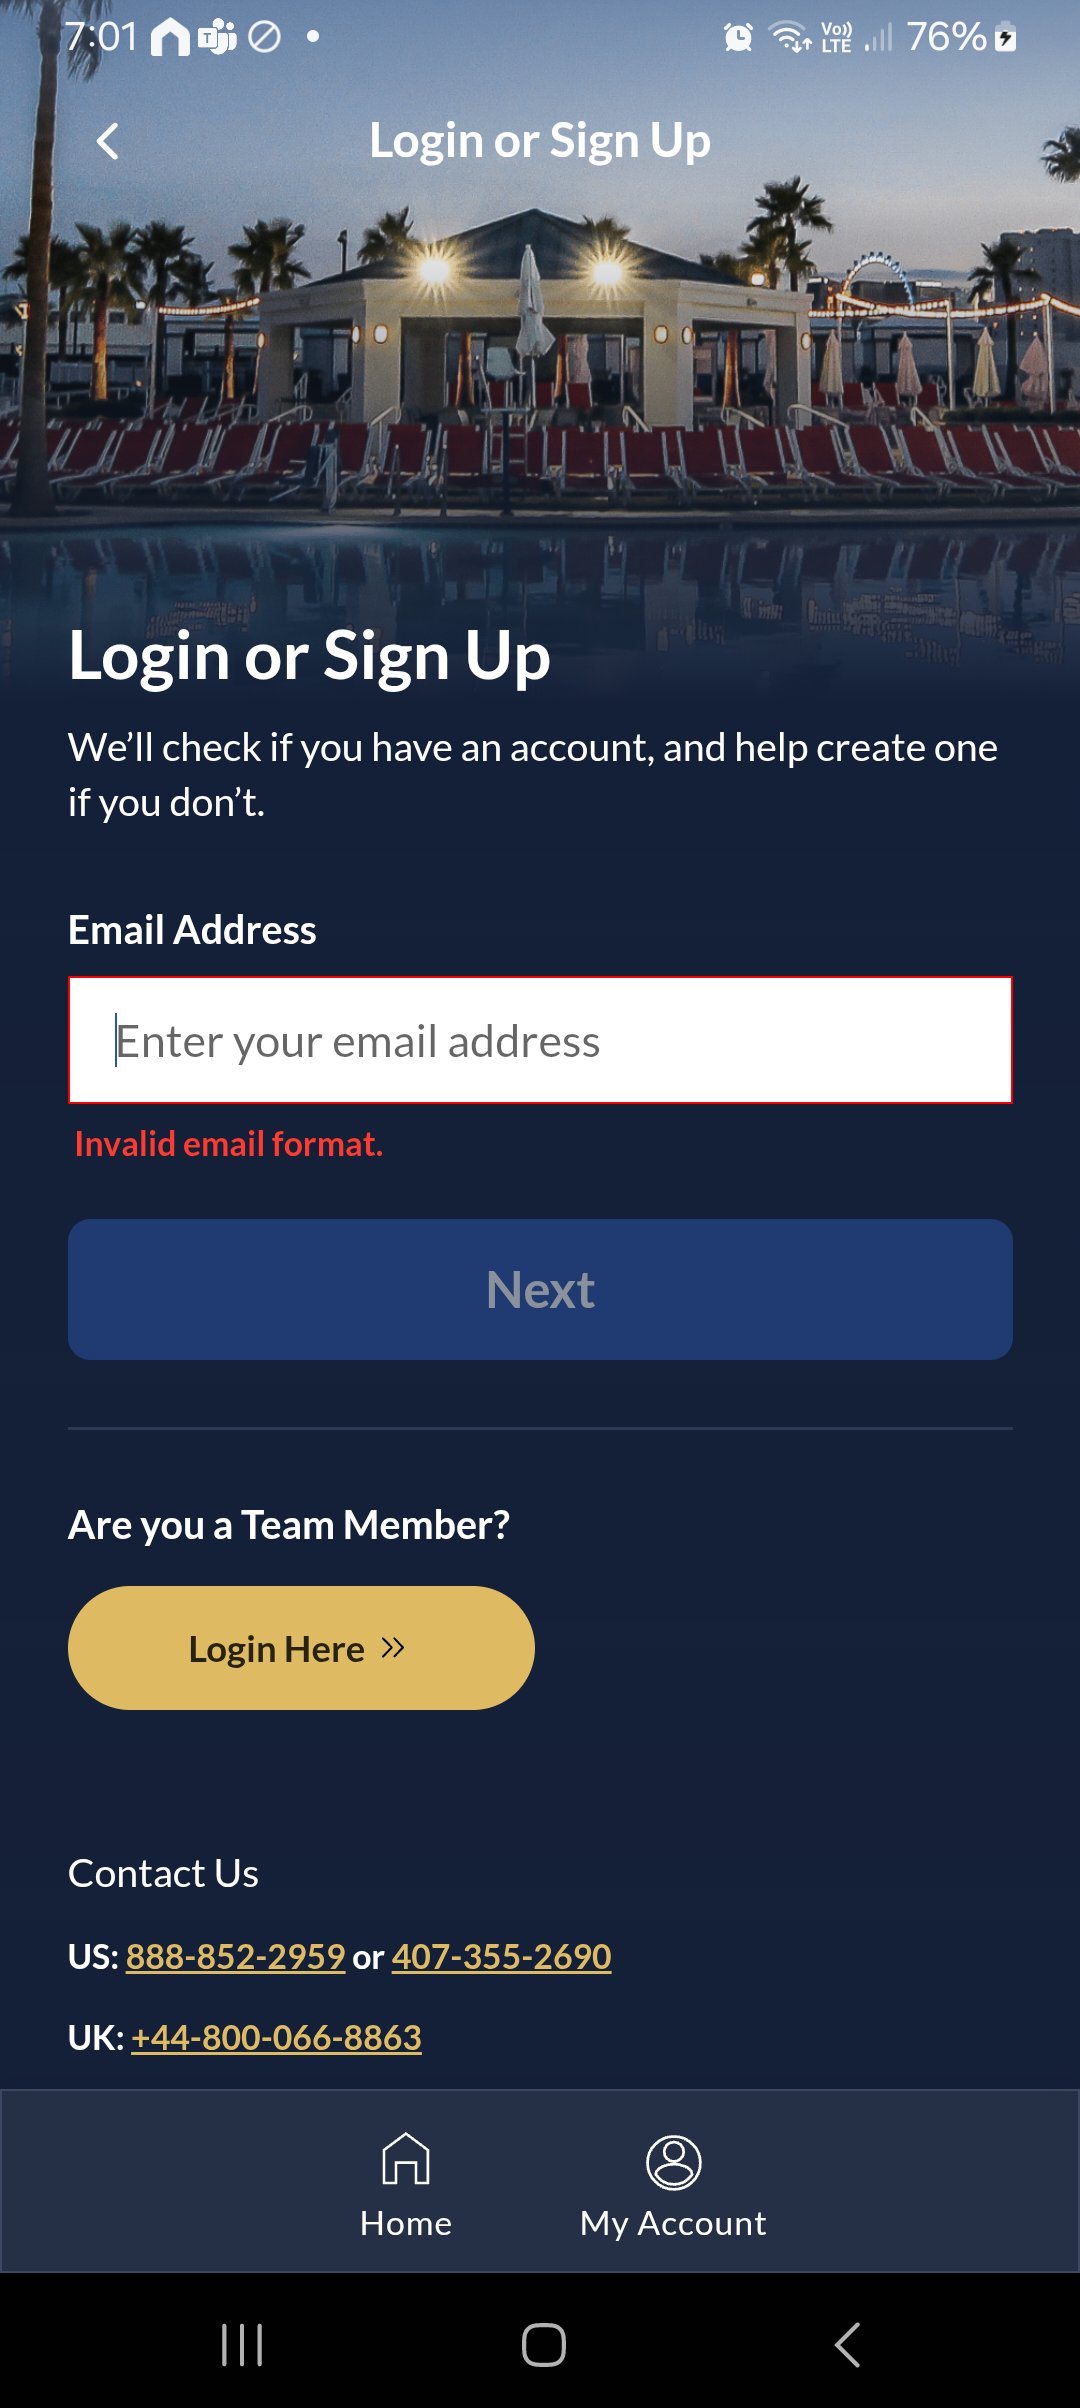 7:01
Vo)) LTE 76%
Login or Sign Up
Login or Sign Up
We’ll check if you have an account, and help create one
if you don’t.
Email Address
Enter your email address
Invalid email format.
Next
Are you a Team Member?
Login Here
Contact Us
US: 888-852-2959 or 407-355-2690
UK: +44-800-066-8863
Home
My Account